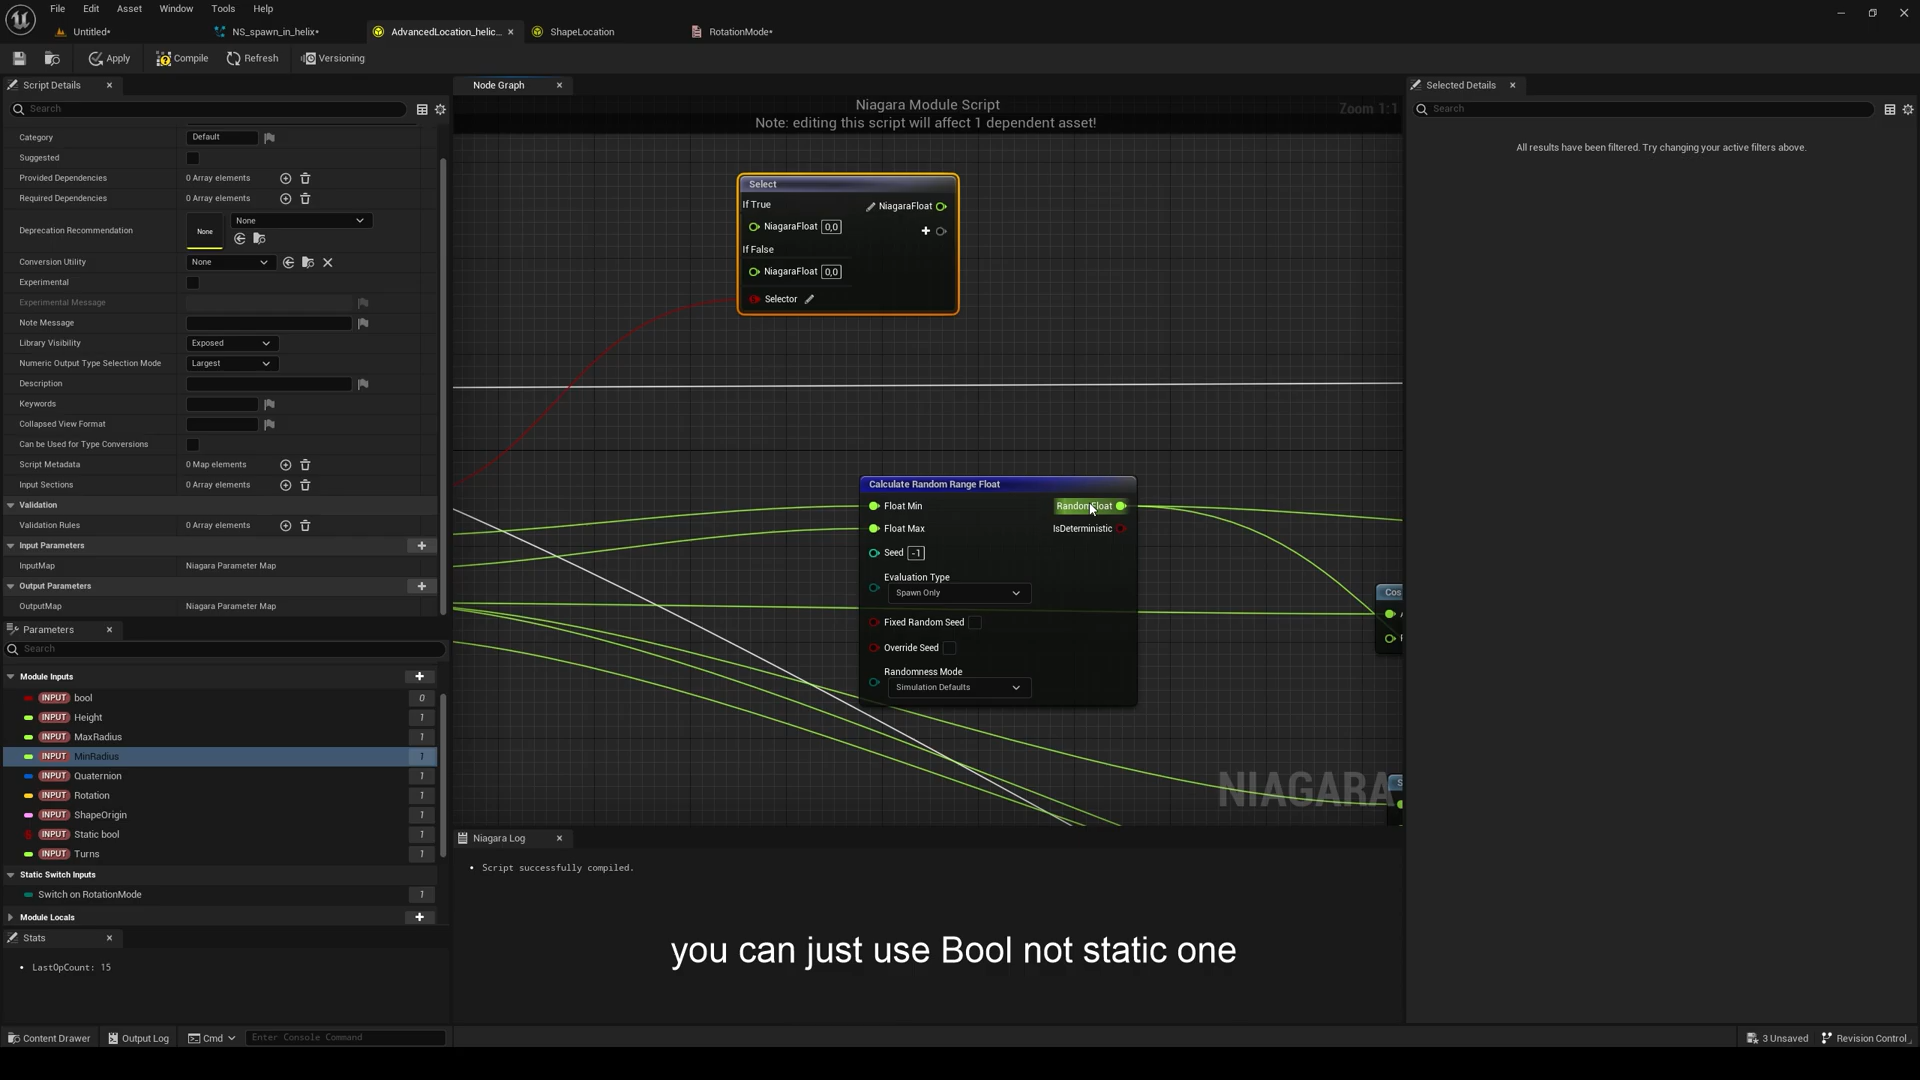 File Edit Asset Window Tools Help
Untitled* NS_spawn_in_helix* AdvancedLocation_helic... ShapeLocation RotationMode*
Apply Compile Refresh Versioning
Script Details
Search
Category Default
Suggested
Provided Dependencies 0 Array elements
Required Dependencies 0 Array elements
Deprecation Recommendation None None
Conversion Utility None
Experimental
Experimental Message
Note Message
Library Visibility Exposed
Numeric Output Type Selection Mode Largest
Description
Keywords
Collapsed View Format
Can be Used for Type Conversions
Script Metadata 0 Map elements
Input Sections 0 Array elements
Validation
Validation Rules 0 Array elements
Input Parameters
InputMap Niagara Parameter Map
Output Parameters
OutputMap Niagara Parameter Map
Parameters
Search
Module Inputs
INPUT bool 0
INPUT Height 1
INPUT MaxRadius 1
INPUT MinRadius 1
INPUT Quaternion 1
INPUT Rotation 1
INPUT ShapeOrigin 1
INPUT Static bool 1
INPUT Turns 1
Static Switch Inputs
Switch on RotationMode 1
Module Locals
Stats
LastOpCount: 15
Node Graph
Niagara Module Script
Note: editing this script will affect 1 dependent asset!
Zoom 1:1
Select
If True
NiagaraFloat 0,0
NiagaraFloat
If False
NiagaraFloat 0,0
Selector
Calculate Random Range Float
Float Min RandomFloat
Float Max IsDeterministic
Seed -1
Evaluation Type
Spawn Only
Fixed Random Seed
Override Seed
Randomness Mode
Simulation Defaults
Cos
NIAGARA
Niagara Log
Script successfully compiled.
you can just use Bool not static one
Selected Details
Search
All results have been filtered. Try changing your active filters above.
Content Drawer Output Log Cmd Enter Console Command
3 Unsaved Revision Control